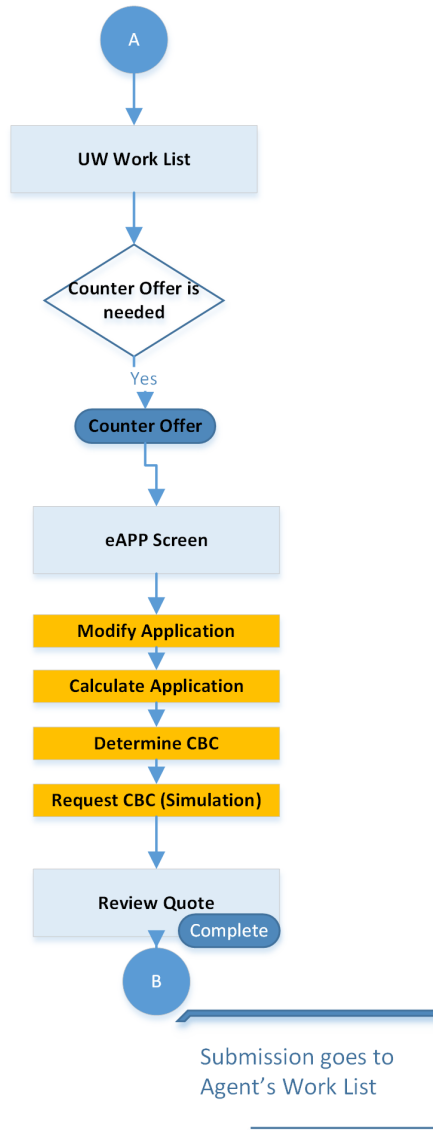 A
UW Work List
Counter Offer is
needed
Yes
Counter Offer
eAPP Screen
Modify Application
Calculate Application
Determine CBC
Request CBC (Simulation)
Review Quote
Complete
B
Submission goes to
Agent's Work List